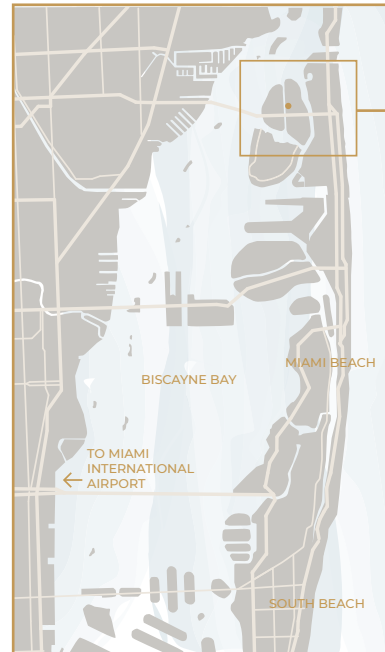 BISCAYNE BAY
MIAMI BEACH
TO MIAMI
INTERNATIONAL
AIRPORT
SOUTH BEACH